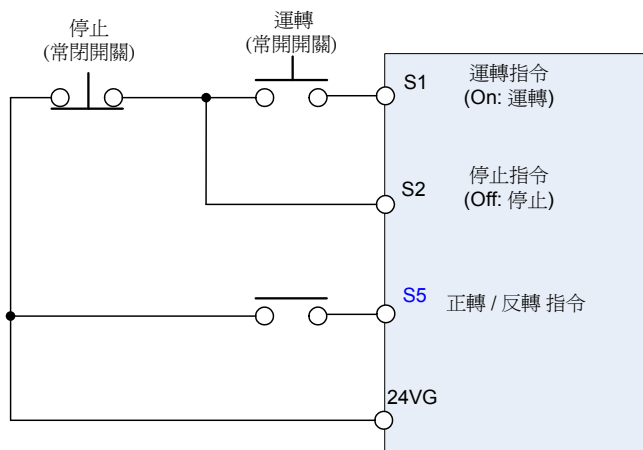 停止
(常閉開關)
運轉
(常開開關)
S1
運轉指令
(On: 運轉)
S2
停止指令
(Off: 停止)
S5
正轉 / 反轉 指令
24VG